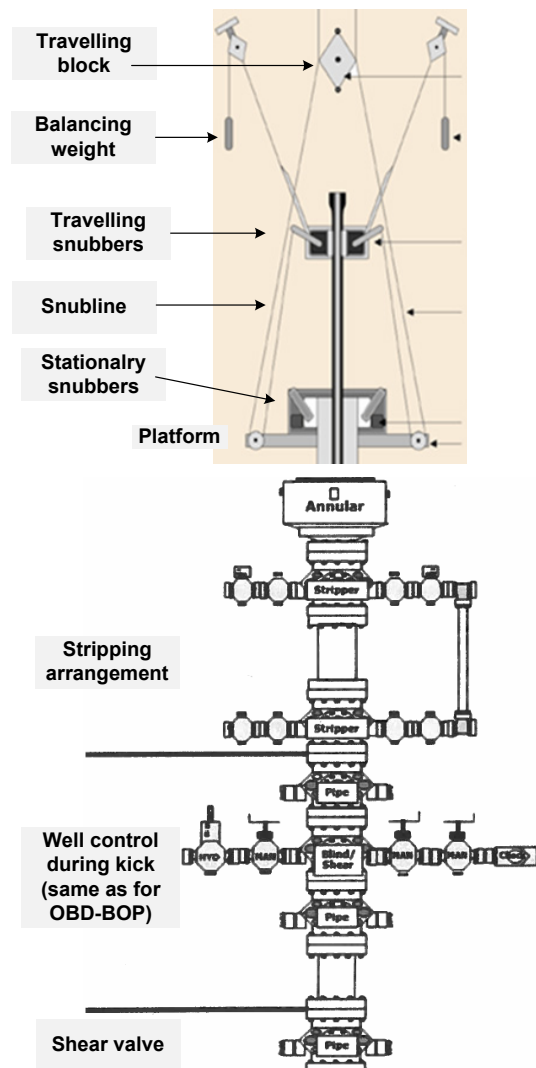 Travelling
block
Balancing
weight
Travelling
snubbers
Snubline
Stationalry
snubbers
Platform
Annular
Stripper
Stripping
arrangement
Stripper
Pipe
Well control
during kick
(same as for
OBD-BOP)
HYD
MAN
Blind/
Shear
MAN
MAN
Check
Pipe
Shear valve
Pipe